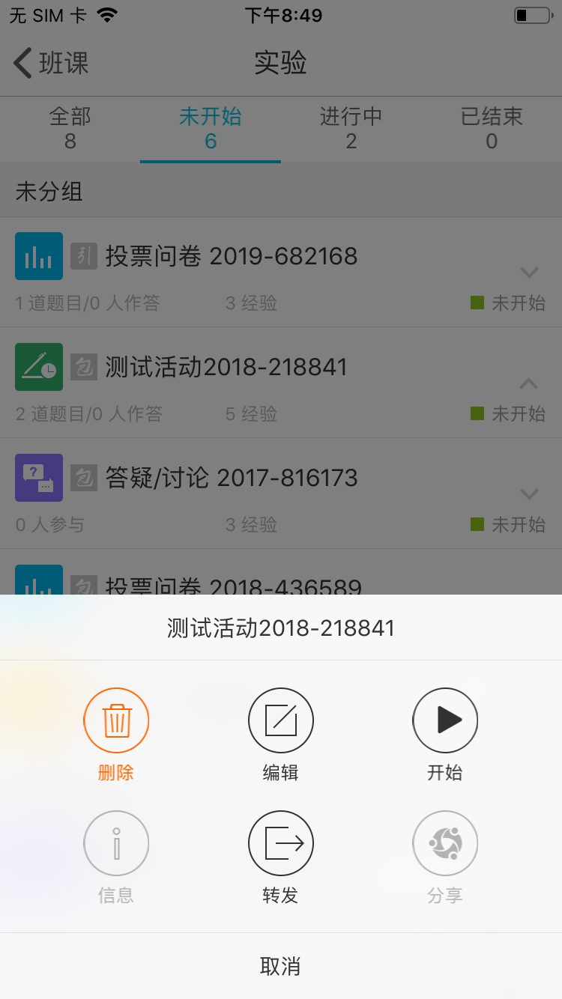 无 SIM 卡 下午8:49
班课 实验
全部 未开始 进行中 已结束
8 6 2 0
未分组
引 投票问卷 2019-682168
1 道题目/0 人作答 3 经验 未开始
包 测试活动2018-218841
2 道题目/0 人作答 5 经验 未开始
包 答疑/讨论 2017-816173
0 人参与 3 经验 未开始
包 投票问卷 2018-436589
测试活动2018-218841
删除 编辑 开始
信息 转发 分享
取消